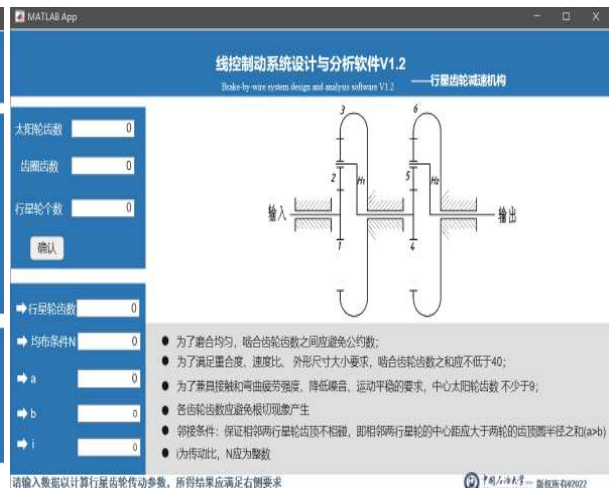 MATLAB App
线控制动系统设计与分析软件V1.2
Brake-by-wire system design and analysis software V1.2
——行星齿轮减速机构
太阳轮齿数 0
齿圈齿数 0
行星轮个数 0
确认
➡行星轮齿数 0
➡ 均布条件N 0
➡ a 0
➡ b 0
➡ i 0
3 6
2 H1 5 H2
输入 输出
1 4
● 为了磨合均匀，啮合齿轮齿数之间应避免公约数；
● 为了满足重合度、速度比、 外形尺寸大小要求，啮合齿轮齿数之和应不低于40；
● 为了兼具接触和弯曲疲劳强度、降低噪音、运动平稳的要求，中心太阳轮齿数 不少于9；
● 各齿轮齿数应避免根切现象产生
● 邻接条件：保证相邻两行星轮齿顶不相碰，即相邻两行星轮的中心距应大于两轮的齿顶圆半径之和(a>b)
● i为传动比，N应为整数
请输入数据以计算行星齿轮传动参数，所得结果应满足右侧要求
中国石油大学— 版权所有@2022